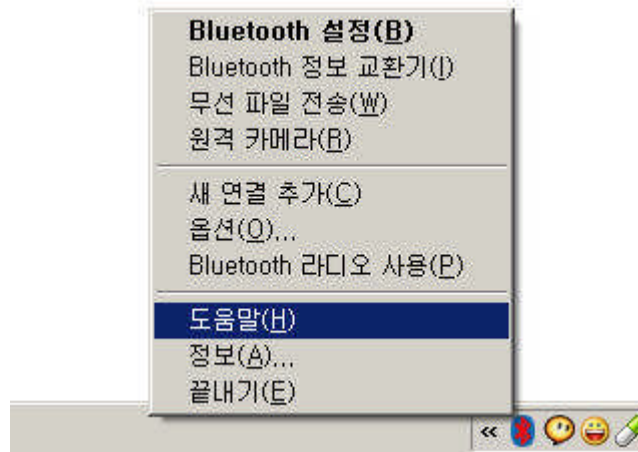 Bluetooth 설정(B)
Bluetooth 정보 교환기(I)
무선 파일 전송(W)
원격 카메라(R)
새 연결 추가(C)
옵션(O)...
Bluetooth 라디오 사용(P)
도움말(H)
정보(A)...
끝내기(E)
«